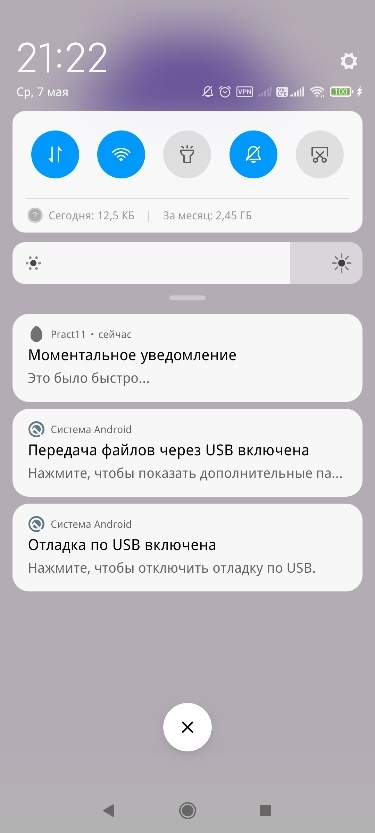 21:22
Ср, 7 мая
VPN
100
Сегодня: 12,5 КБ | За месяц: 2,45 ГБ
Pract11 • сейчас
Моментальное уведомление
Это было быстро...
Система Android
Передача файлов через USB включена
Нажмите, чтобы показать дополнительные па...
Система Android
Отладка по USB включена
Нажмите, чтобы отключить отладку по USB.